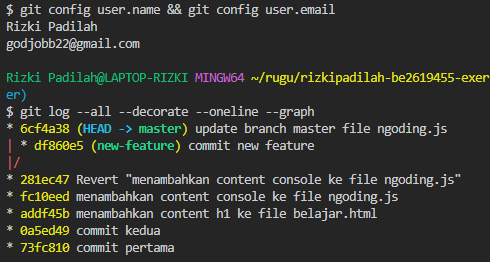 $ git config user.name && git config user.email
Rizki Padilah
godjobb22@gmail.com
Rizki Padilah@LAPTOP-RIZKI MINGW64 ~/rugu/rizkipadilah-be2619455-exer
er)
$ git log --all --decorate --oneline --graph
* 6cf4a38 (HEAD -> master) update branch master file ngoding.js
| * df860e5 (new-feature) commit new feature
|/
* 281ec47 Revert "menambahkan content console ke file ngoding.js"
* fc10eed menambahkan content console ke file ngoding.js
* addf45b menambahkan content h1 ke file belajar.html
* 0a5ed49 commit kedua
* 73fc810 commit pertama